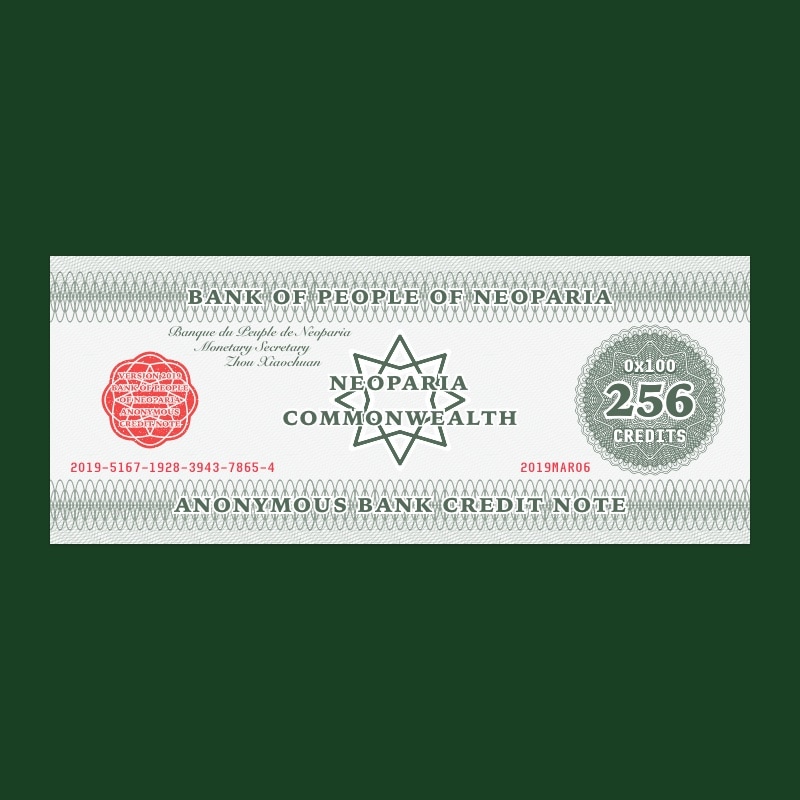 BANK OF PEOPLE OF NEOPARIA
Banque du Peuple de Neoparia
Monetary Secretary
Zhou Xiaochuan
VERSION 2019
BANK OF PEOPLE
OF NEOPARIA
ANONYMOUS
CREDIT NOTE
NEOPARIA
COMMONWEALTH
0x100
256
CREDITS
2019-5167-1928-3943-7865-4
2019MAR06
ANONYMOUS BANK CREDIT NOTE